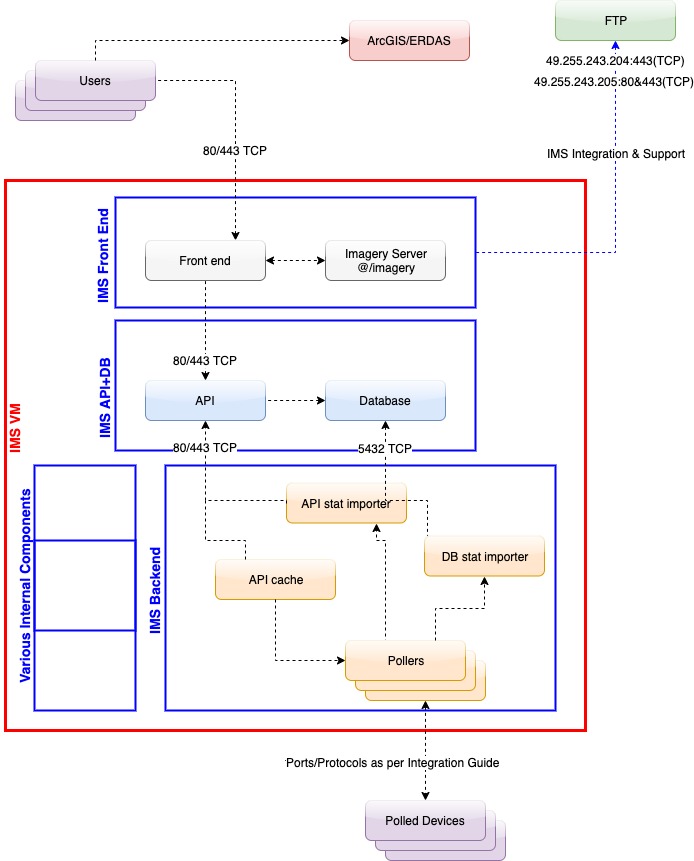 FTP
ArcGIS/ERDAS
49.255.243.204:443(TCP)
Users
49.255.243.205:80&443(TCP)
80/443 TCP
IMS Integration & Support
IMS Front End
Front end
Imagery Server
@/imagery
80/443 TCP
IMS API+DB
API
Database
IMS VM
80/443 TCP
5432 TCP
Various Internal Components
IMS Backend
API stat importer
DB stat importer
API cache
Pollers
Ports/Protocols as per Integration Guide
Polled Devices